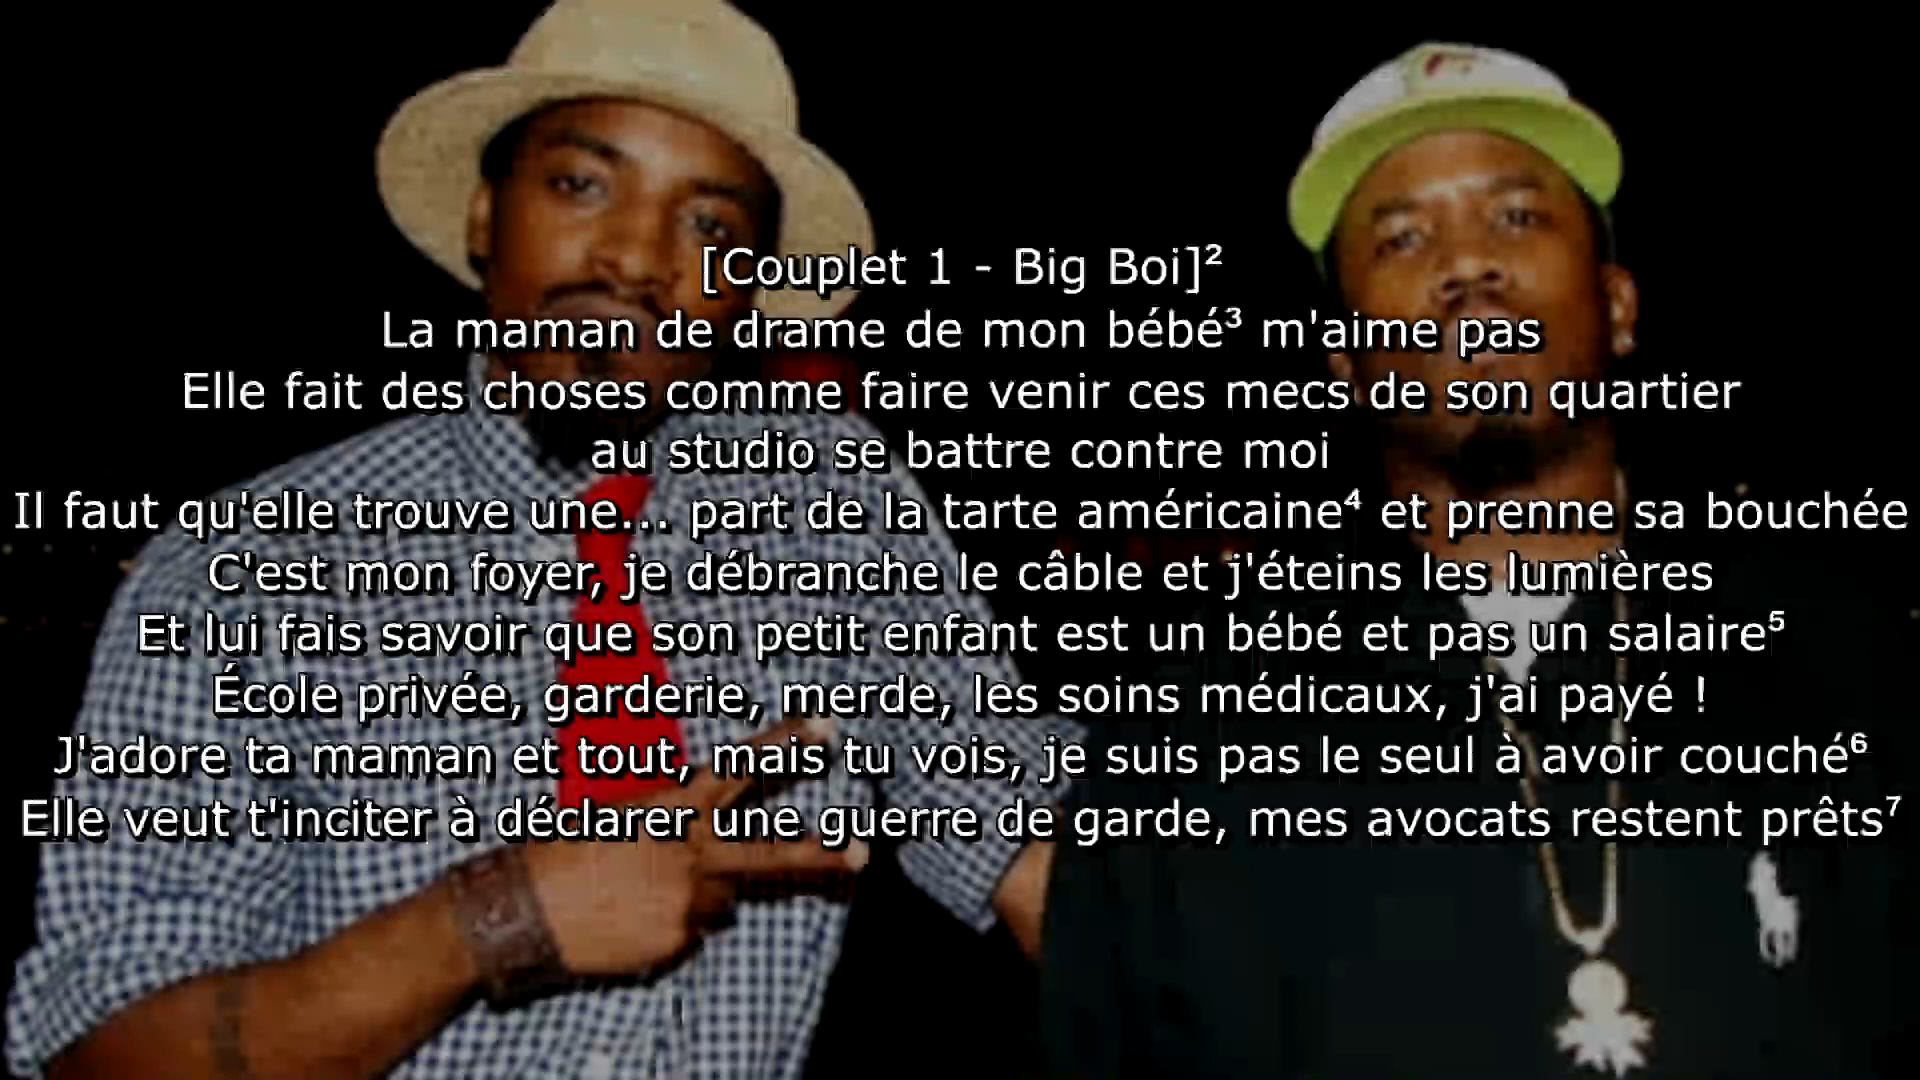 [Couplet 1 - Big Boi]²
La maman de drame de mon bébé³ m'aime pas
Elle fait des choses comme faire venir ces mecs de son quartier
au studio se battre contre moi
Il faut qu'elle trouve une... part de la tarte américaine⁴ et prenne sa bouchée
C'est mon foyer, je débranche le câble et j'éteins les lumières
Et lui fais savoir que son petit enfant est un bébé et pas un salaire⁵
École privée, garderie, merde, les soins médicaux, j'ai payé !
J'adore ta maman et tout, mais tu vois, je suis pas le seul à avoir couché⁶
Elle veut t'inciter à déclarer une guerre de garde, mes avocats restent prêts⁷